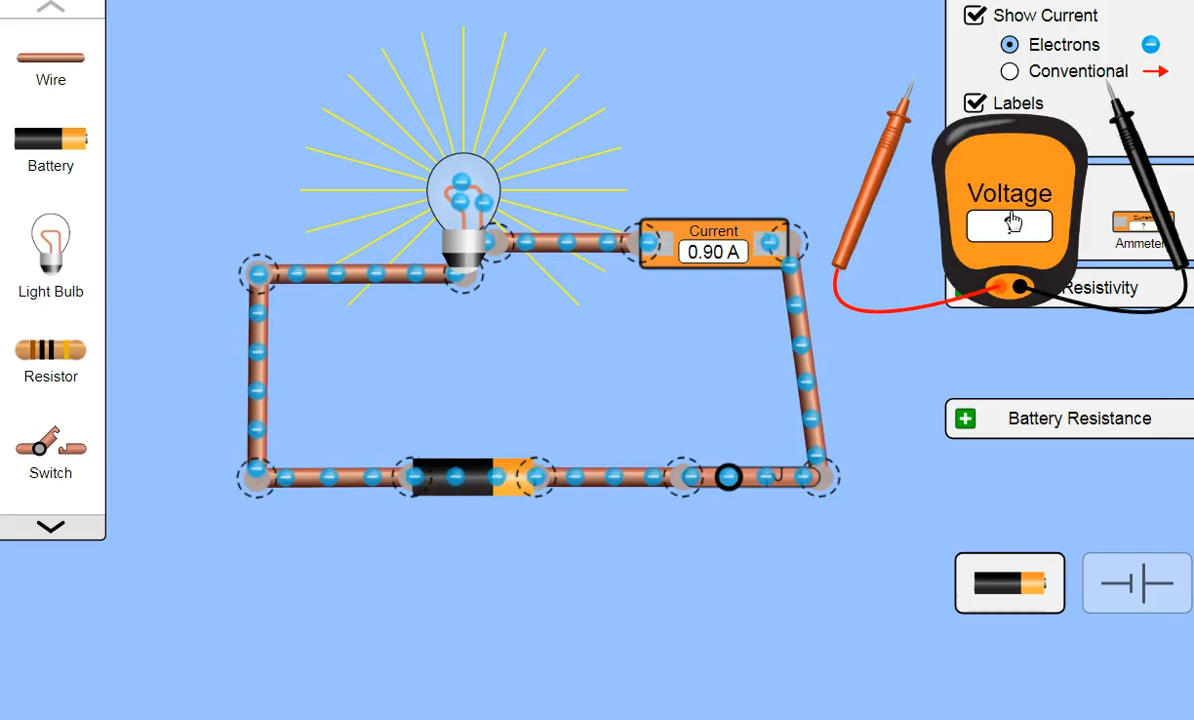 Wire
Battery
Light Bulb
Resistor
Switch
Current
0.90 A
Show Current
Electrons
Conventional
Labels
Voltage
?
Current
?
Ammeter
Resistivity
Battery Resistance